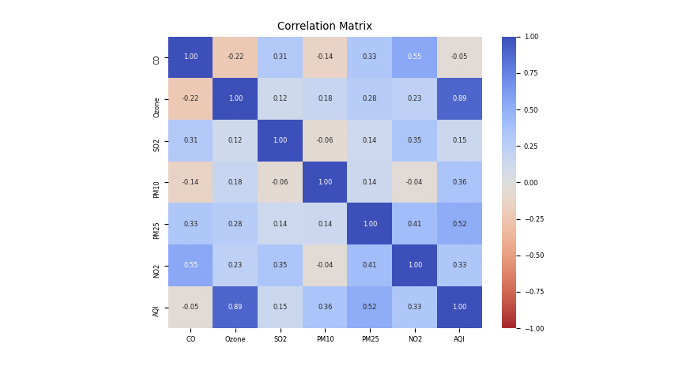 Correlation Matrix
CO 1.00 -0.22 0.31 -0.14 0.33 0.55 -0.05
Ozone -0.22 1.00 0.12 0.18 0.28 0.23 0.89
SO2 0.31 0.12 1.00 -0.06 0.14 0.35 0.15
PM10 -0.14 0.18 -0.06 1.00 0.14 -0.04 0.36
PM25 0.33 0.28 0.14 0.14 1.00 0.41 0.52
NO2 0.55 0.23 0.35 -0.04 0.41 1.00 0.33
AQI -0.05 0.89 0.15 0.36 0.52 0.33 1.00
CO Ozone SO2 PM10 PM25 NO2 AQI
1.00
0.75
0.50
0.25
0.00
−0.25
−0.50
−0.75
−1.00